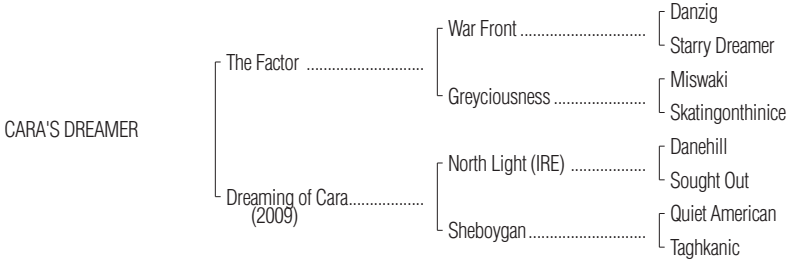 Danzig
War Front ..............................
Starry Dreamer
The Factor ............................
Miswaki
Greyciousness ......................
Skatingonthinice
CARA'S DREAMER
Danehill
North Light (IRE) ..................
Sought Out
Dreaming of Cara..................
(2009)
Quiet American
Sheboygan ............................
Taghkanic